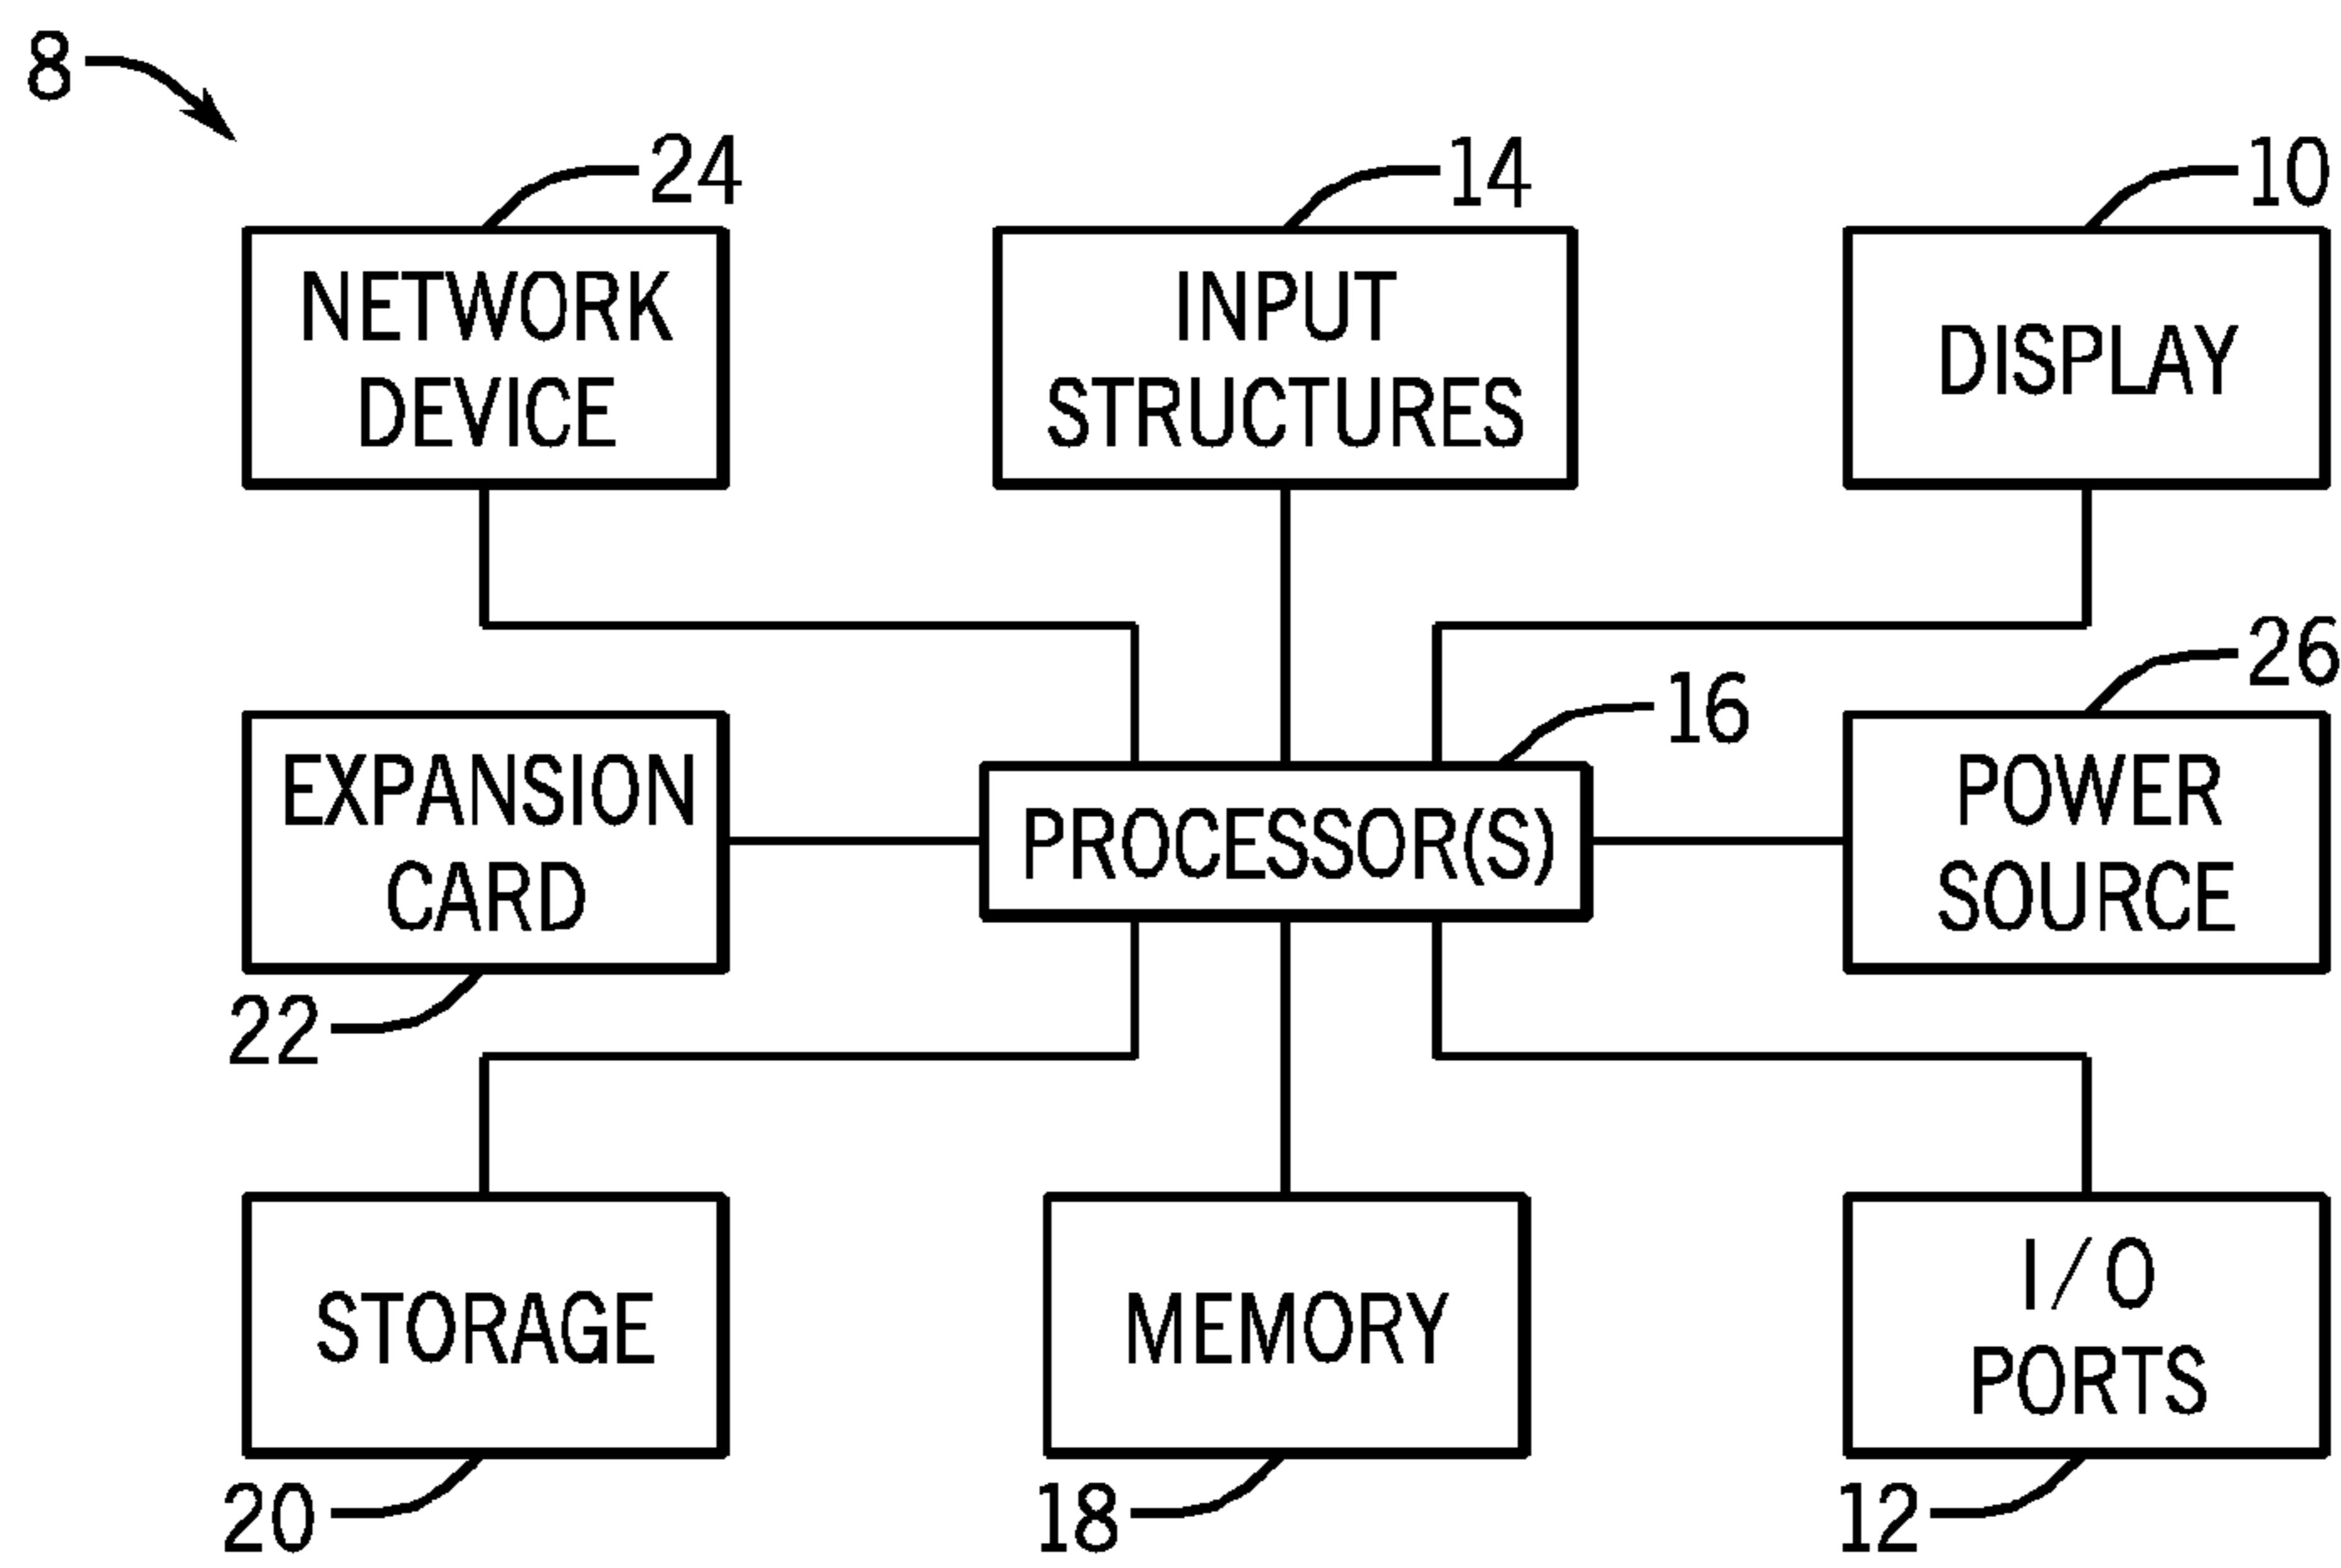 8
24
14
10
NETWORK
DEVICE
INPUT
STRUCTURES
DISPLAY
26
16
EXPANSION
CARD
PROCESSOR(S)
POWER
SOURCE
22
STORAGE
MEMORY
I/O
PORTS
20
18
12